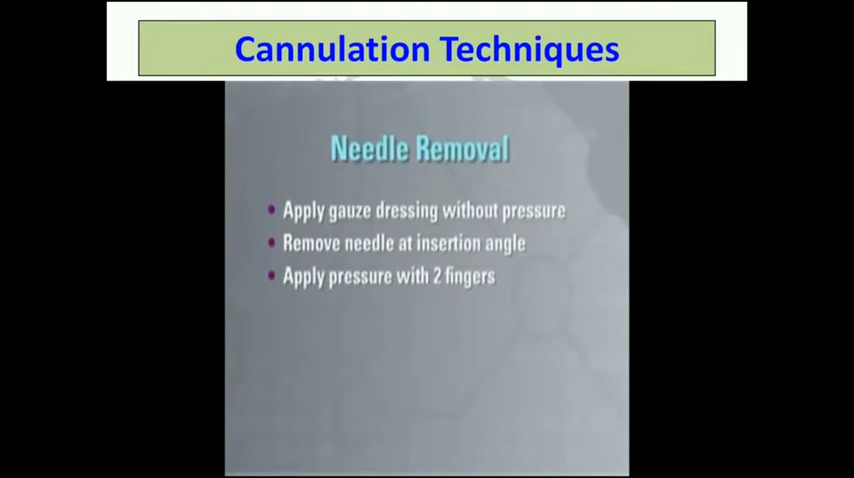 Cannulation Techniques
Needle Removal
• Apply gauze dressing without pressure
• Remove needle at insertion angle
• Apply pressure with 2 fingers